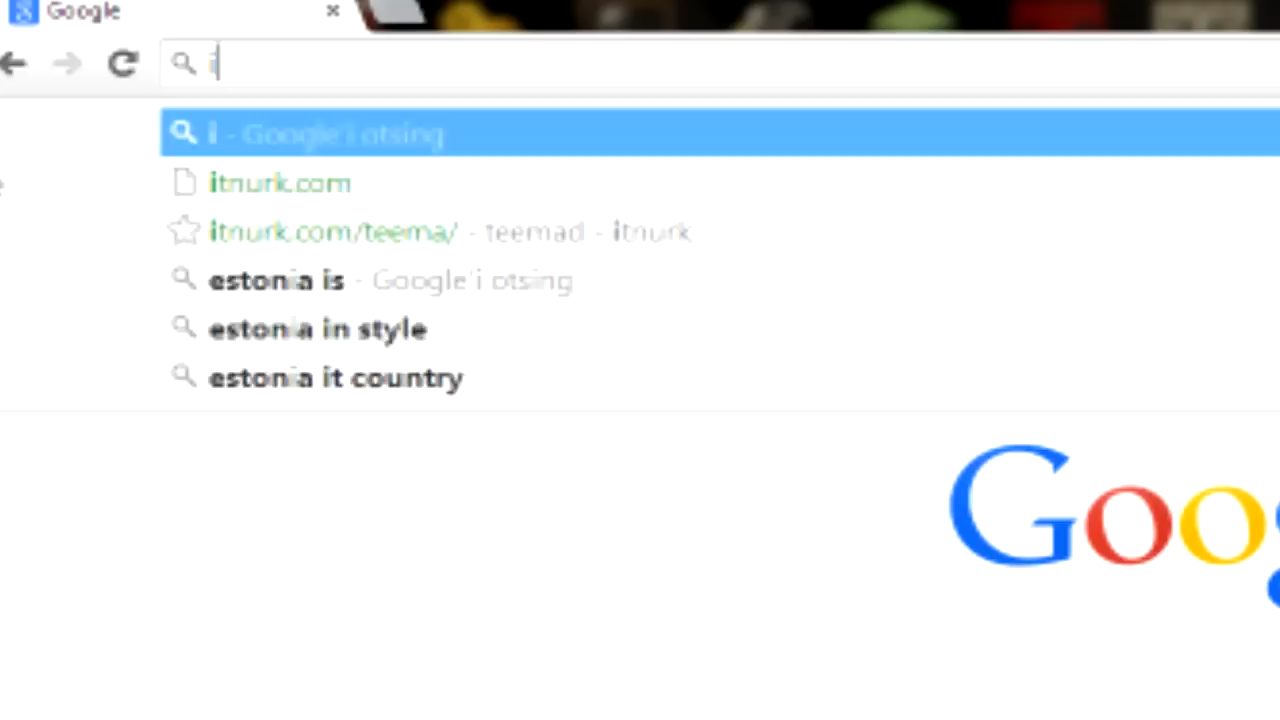 Google
i
i - Google'i otsing
itnurk.com
itnurk.com/teema/ - teemad - itnurk
estonia is - Google'i otsing
estonia in style
estonia it country
Goog